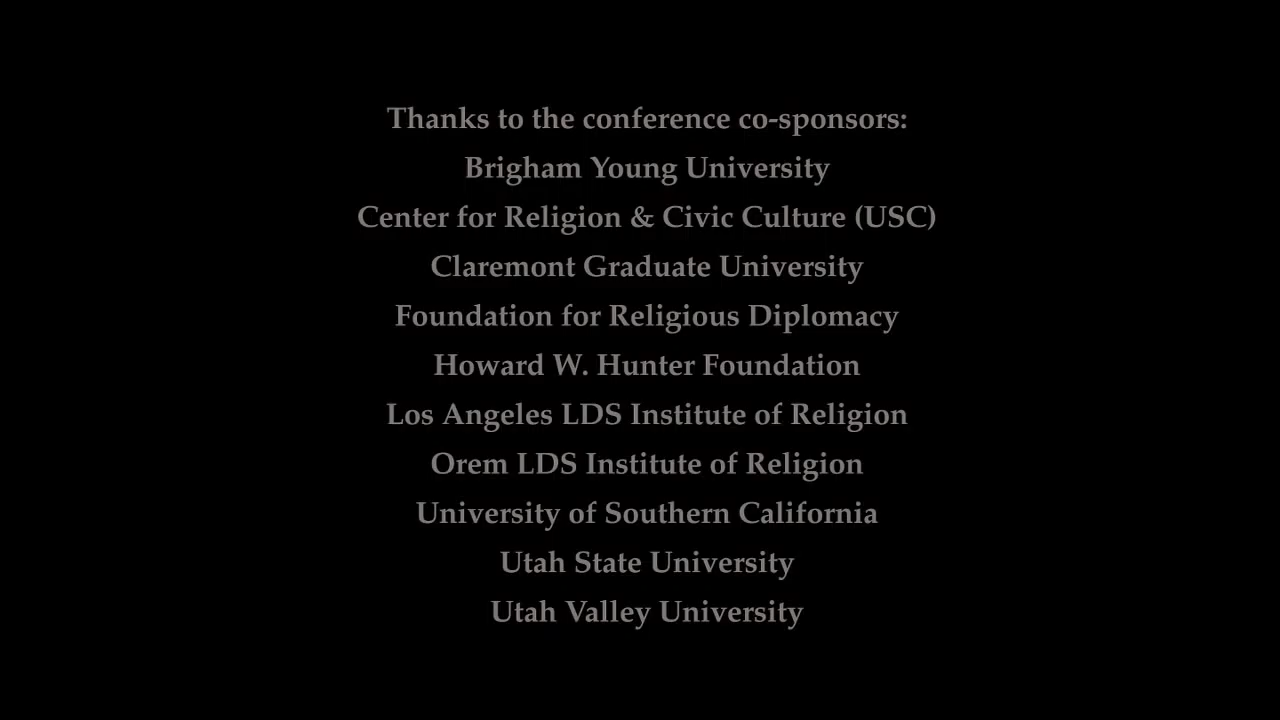 Thanks to the conference co-sponsors:
Brigham Young University
Center for Religion & Civic Culture (USC)
Claremont Graduate University
Foundation for Religious Diplomacy
Howard W. Hunter Foundation
Los Angeles LDS Institute of Religion
Orem LDS Institute of Religion
University of Southern California
Utah State University
Utah Valley University